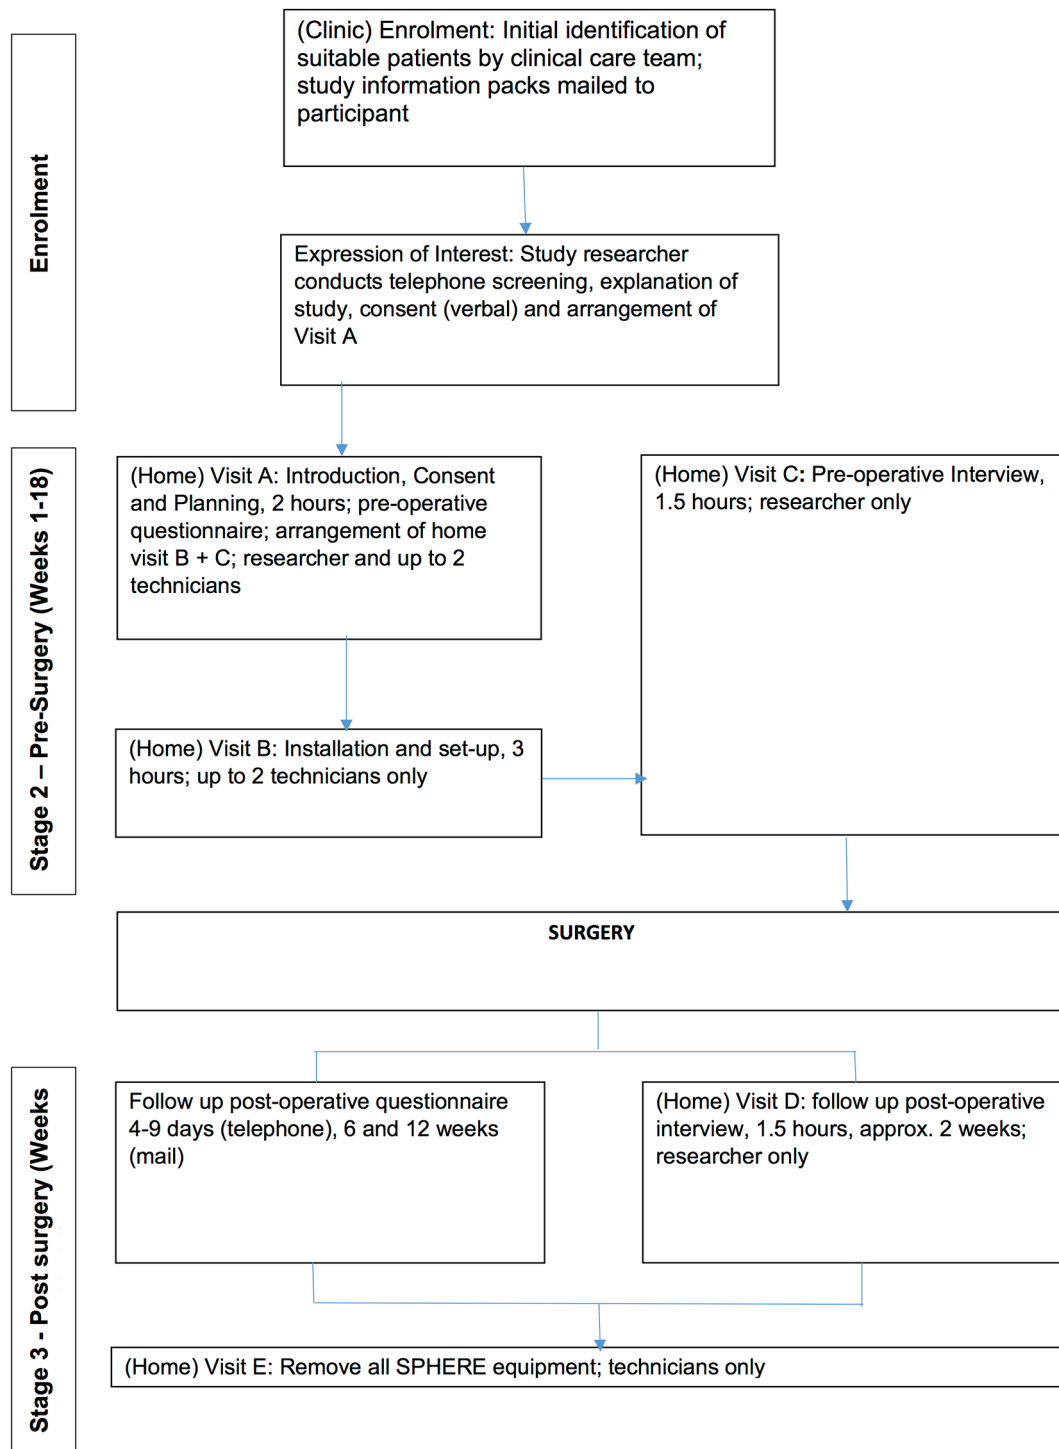 Enrolment
(Clinic) Enrolment: Initial identification of
suitable patients by clinical care team;
study information packs mailed to
participant
Expression of Interest: Study researcher
conducts telephone screening, explanation of
study, consent (verbal) and arrangement of
Visit A
Stage 2 – Pre-Surgery (Weeks 1-18)
(Home) Visit A: Introduction, Consent
and Planning, 2 hours; pre-operative
questionnaire; arrangement of home
visit B + C; researcher and up to 2
technicians
(Home) Visit C: Pre-operative Interview,
1.5 hours; researcher only
(Home) Visit B: Installation and set-up, 3
hours; up to 2 technicians only
SURGERY
Stage 3 - Post surgery (Weeks
Follow up post-operative questionnaire
4-9 days (telephone), 6 and 12 weeks
(mail)
(Home) Visit D: follow up post-operative
interview, 1.5 hours, approx. 2 weeks;
researcher only
(Home) Visit E: Remove all SPHERE equipment; technicians only